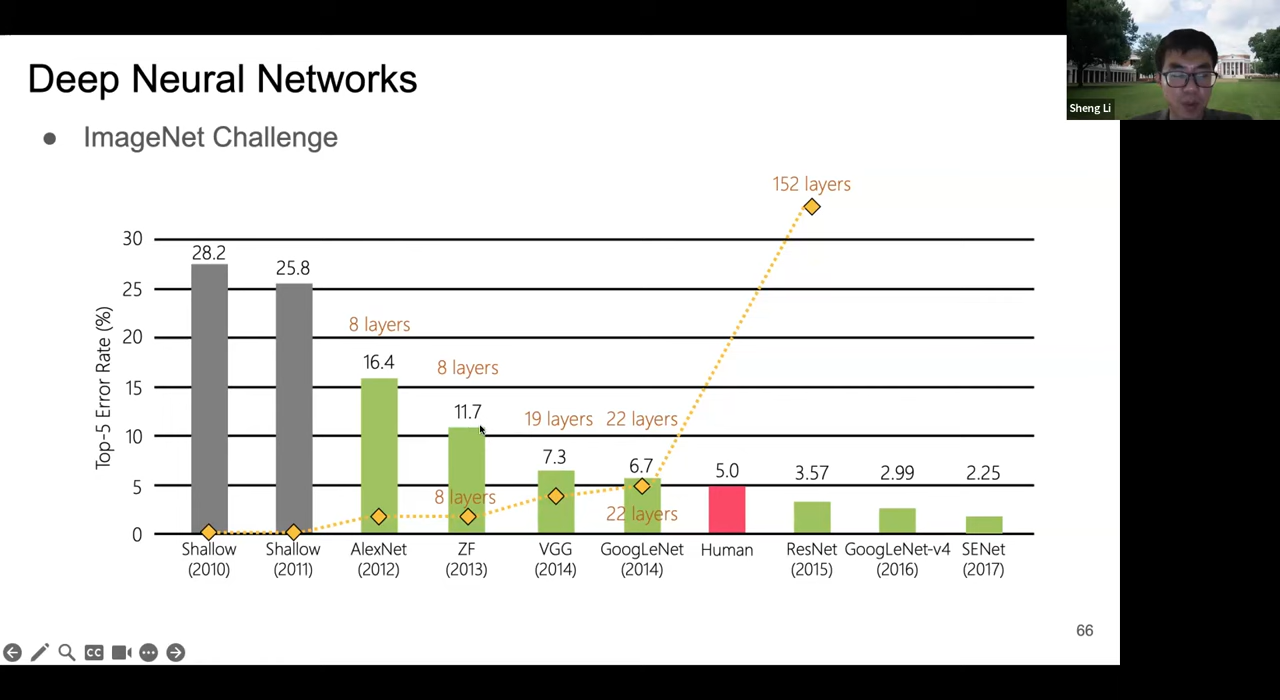 Deep Neural Networks
Sheng Li
● ImageNet Challenge
152 layers
30
28.2
25.8
25
8 layers
20
16.4
8 layers
15
11.7
19 layers 22 layers
10
7.3
6.7
5.0
3.57
2.99
2.25
5
8 layers
22 layers
0
Top-5 Error Rate (%)
Shallow Shallow AlexNet ZF VGG GoogLeNet Human ResNet GoogLeNet-v4 SENet
(2010) (2011) (2012) (2013) (2014) (2014) (2015) (2016) (2017)
66
CC